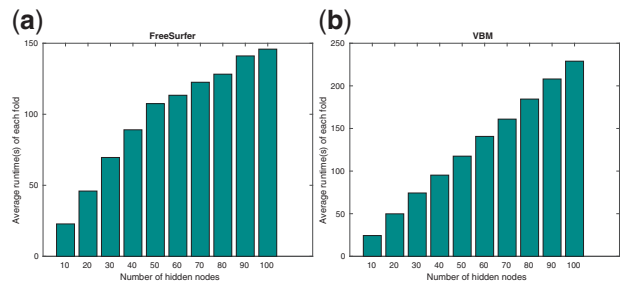 (a)
FreeSurfer
150
100
50
0
Average runtime(s) of each fold
10 20 30 40 50 60 70 80 90 100
Number of hidden nodes
(b)
VBM
250
200
150
100
50
0
Average runtime(s) of each fold
10 20 30 40 50 60 70 80 90 100
Number of hidden nodes